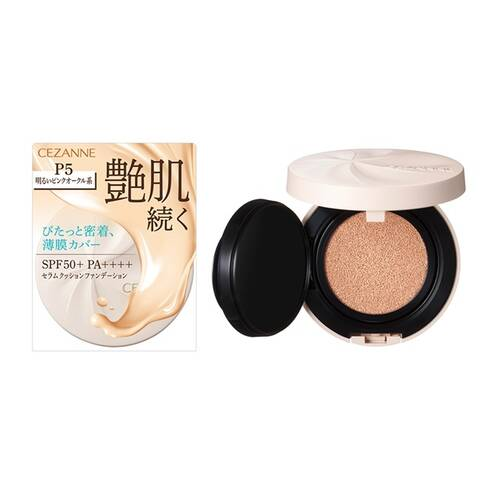 CEZANNE
P5
明るいピンクオークル系
艶肌
続く
ぴたっと密着、
薄膜カバー
SPF50+ PA++++
セラムクッションファンデーション
CEZANNE
CEZANNE